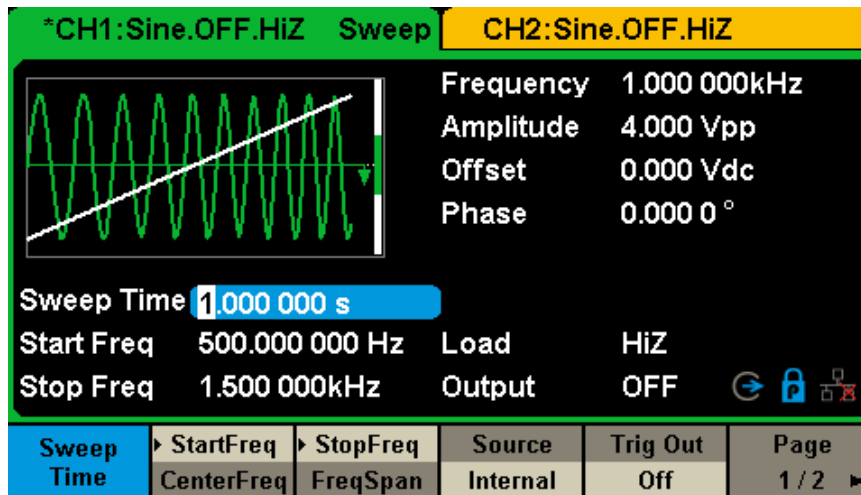 *CH1:Sine.OFF.HiZ Sweep CH2:Sine.OFF.HiZ
Frequency 1.000 000kHz
Amplitude 4.000 Vpp
Offset 0.000 Vdc
Phase 0.000 0 °
Sweep Time 1.000 000 s
Start Freq 500.000 000 Hz Load HiZ
Stop Freq 1.500 000kHz Output OFF P
Sweep Time StartFreq StopFreq Source Trig Out Page
CenterFreq FreqSpan Internal Off 1 / 2